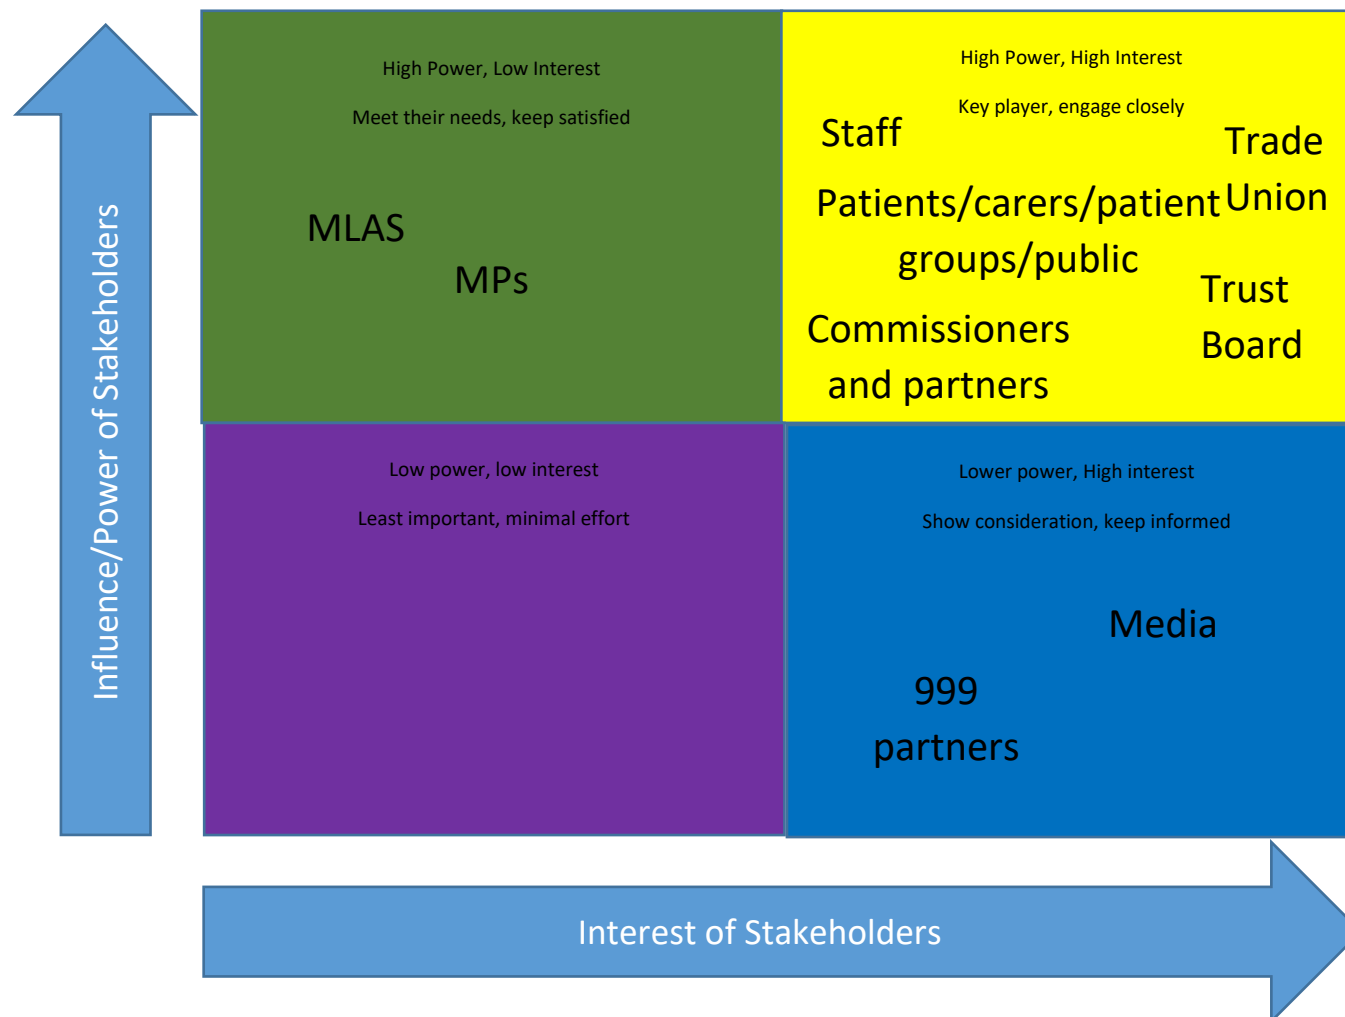 Influence/Power of Stakeholders
High Power, Low Interest
Meet their needs, keep satisfied
MLAS
MPs
High Power, High Interest
Key player, engage closely
Staff
Trade
Union
Patients/carers/patient
groups/public
Trust
Board
Commissioners
and partners
Low power, low interest
Least important, minimal effort
Lower power, High interest
Show consideration, keep informed
Media
999
partners
Interest of Stakeholders